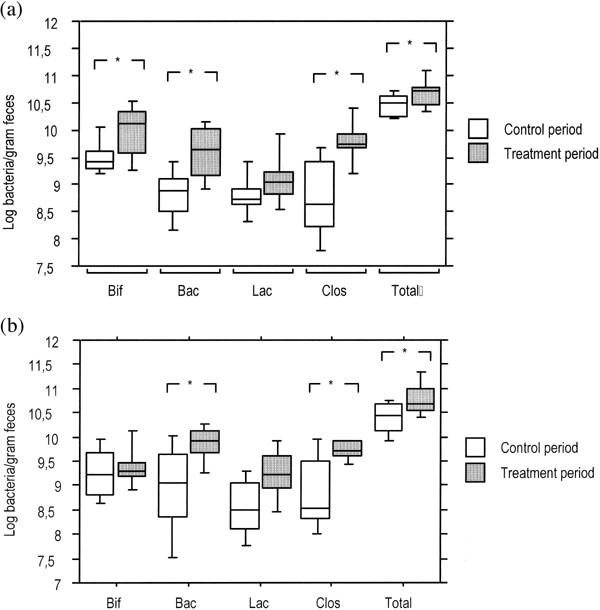 (a)
12
11,5
11
10,5
10
9,5
9
8,5
8
7,5
Log bacteria/gram feces
* * * *
Control period
Treatment period
Bif Bac Lac Clos Total▯
(b)
12
11,5
11
10,5
10
9,5
9
8,5
8
7,5
7
Log bacteria/gram feces
* * *
Control period
Treatment period
Bif Bac Lac Clos Total